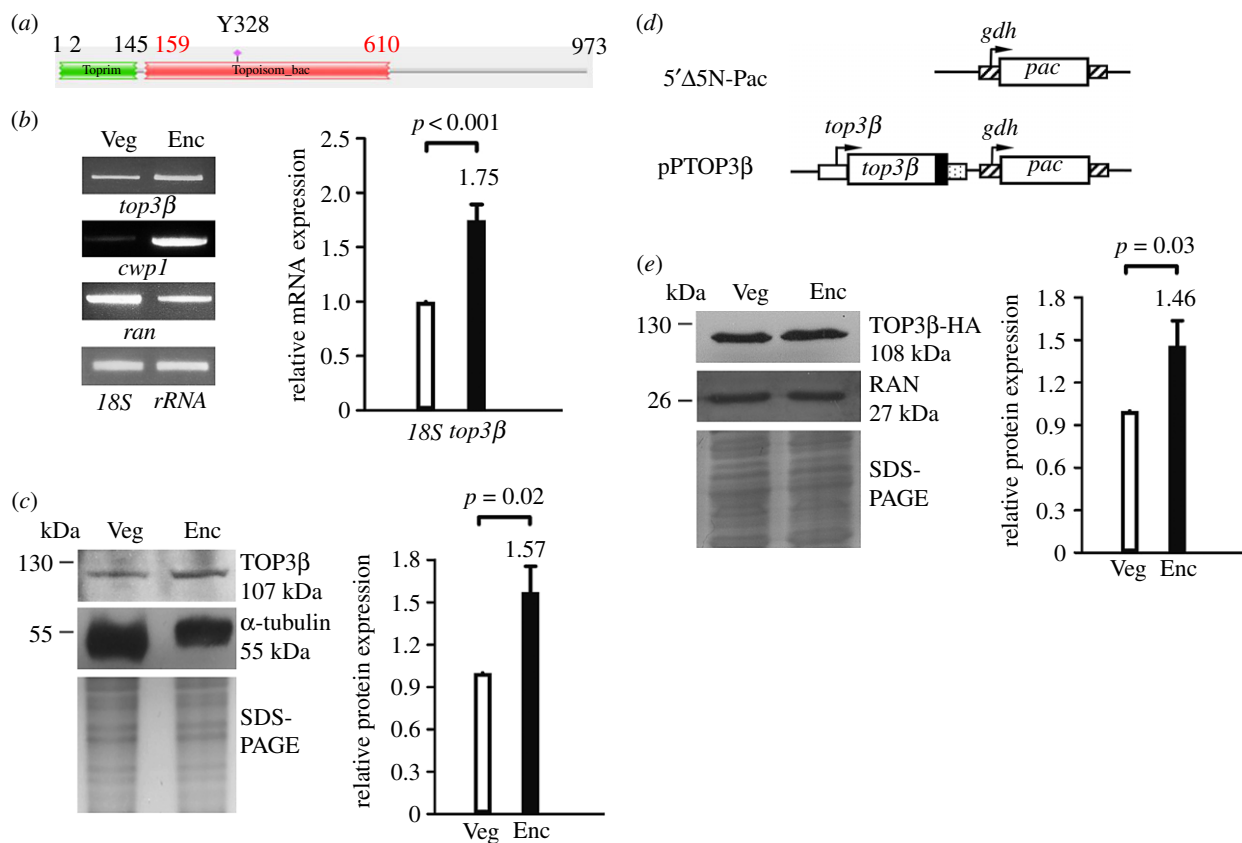 (a)
Y328
1 2 145 159 610 973
Toprim Topoisom_bac
(b)
Veg Enc
top3β
cwp1
ran
18S rRNA
p < 0.001
1.75
relative mRNA expression
2.5
2.0
1.5
1.0
0.5
0
18S top3β
(c)
kDa Veg Enc
130
TOP3β
107 kDa
55
α-tubulin
55 kDa
SDS-
PAGE
p = 0.02
1.57
relative protein expression
1.8
1.5
1.2
0.9
0.6
0.3
0
Veg Enc
(d)
gdh
5′Δ5N-Pac
pac
top3β gdh
pPTOP3β
top3β pac
(e)
kDa Veg Enc
130
TOP3β-HA
108 kDa
26
RAN
27 kDa
SDS-
PAGE
p = 0.03
1.46
relative protein expression
1.8
1.5
1.2
0.9
0.6
0.3
0
Veg Enc